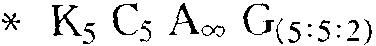 * K₅ C₅ A∞ G(5:5:2)